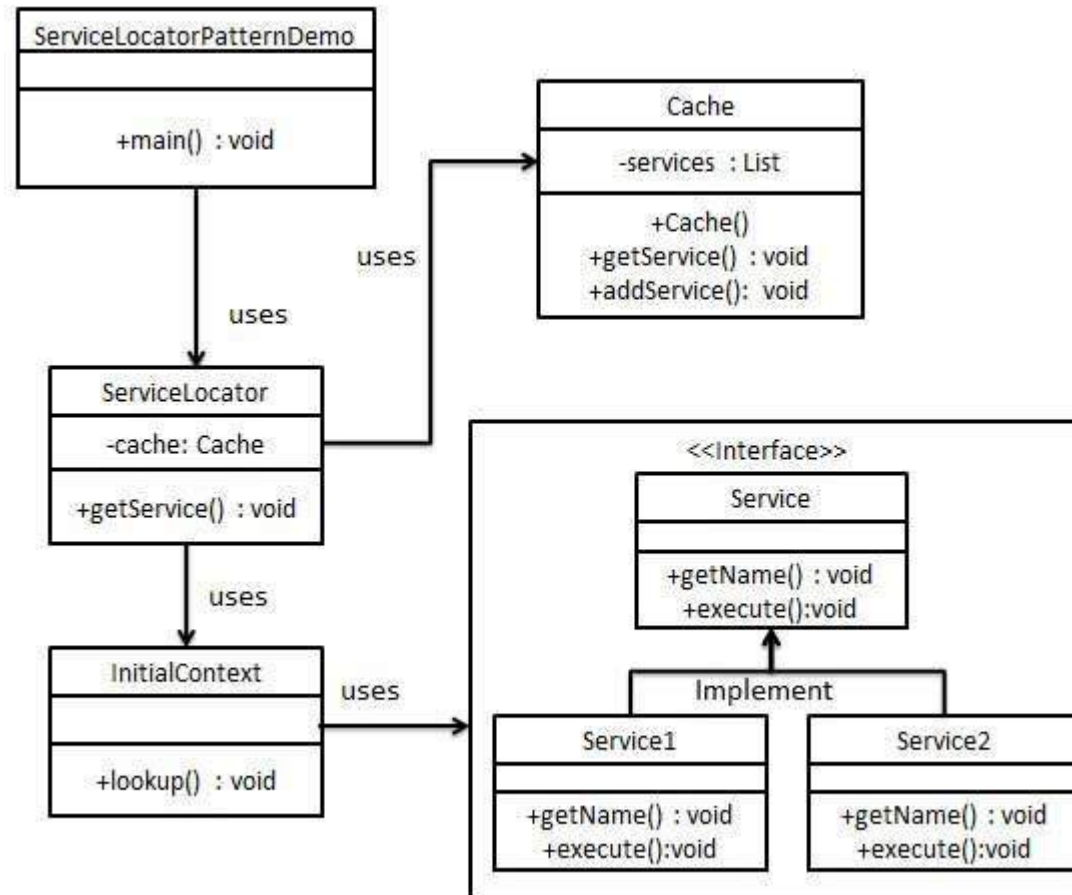 ServiceLocatorPatternDemo
+main() : void
uses
Cache
-services : List
+Cache()
+getService() : void
+addService(): void
uses
ServiceLocator
-cache: Cache
+getService() : void
uses
InitialContext
+lookup() : void
uses
<<Interface>>
Service
+getName() : void
+execute():void
Implement
Service1
+getName() : void
+execute():void
Service2
+getName() : void
+execute():void